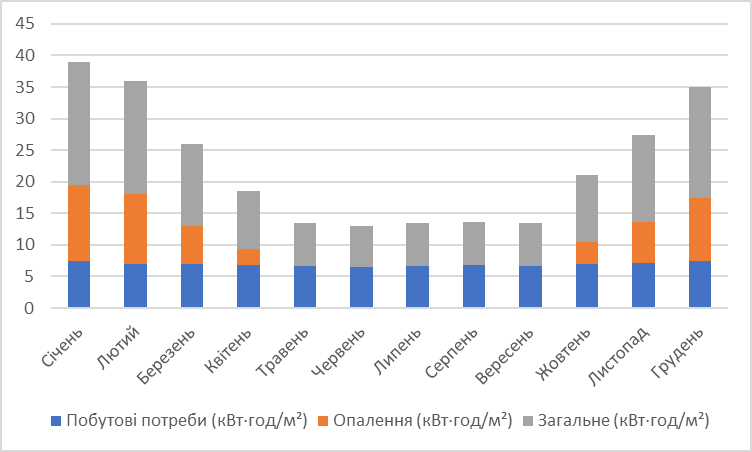 45
40
35
30
25
20
15
10
5
0
Січень
Лютий
Березень
Квітень
Травень
Червень
Липень
Серпень
Вересень
Жовтень
Листопад
Грудень
Побутові потреби (кВт·год/м²) Опалення (кВт·год/м²) Загальне (кВт·год/м²)